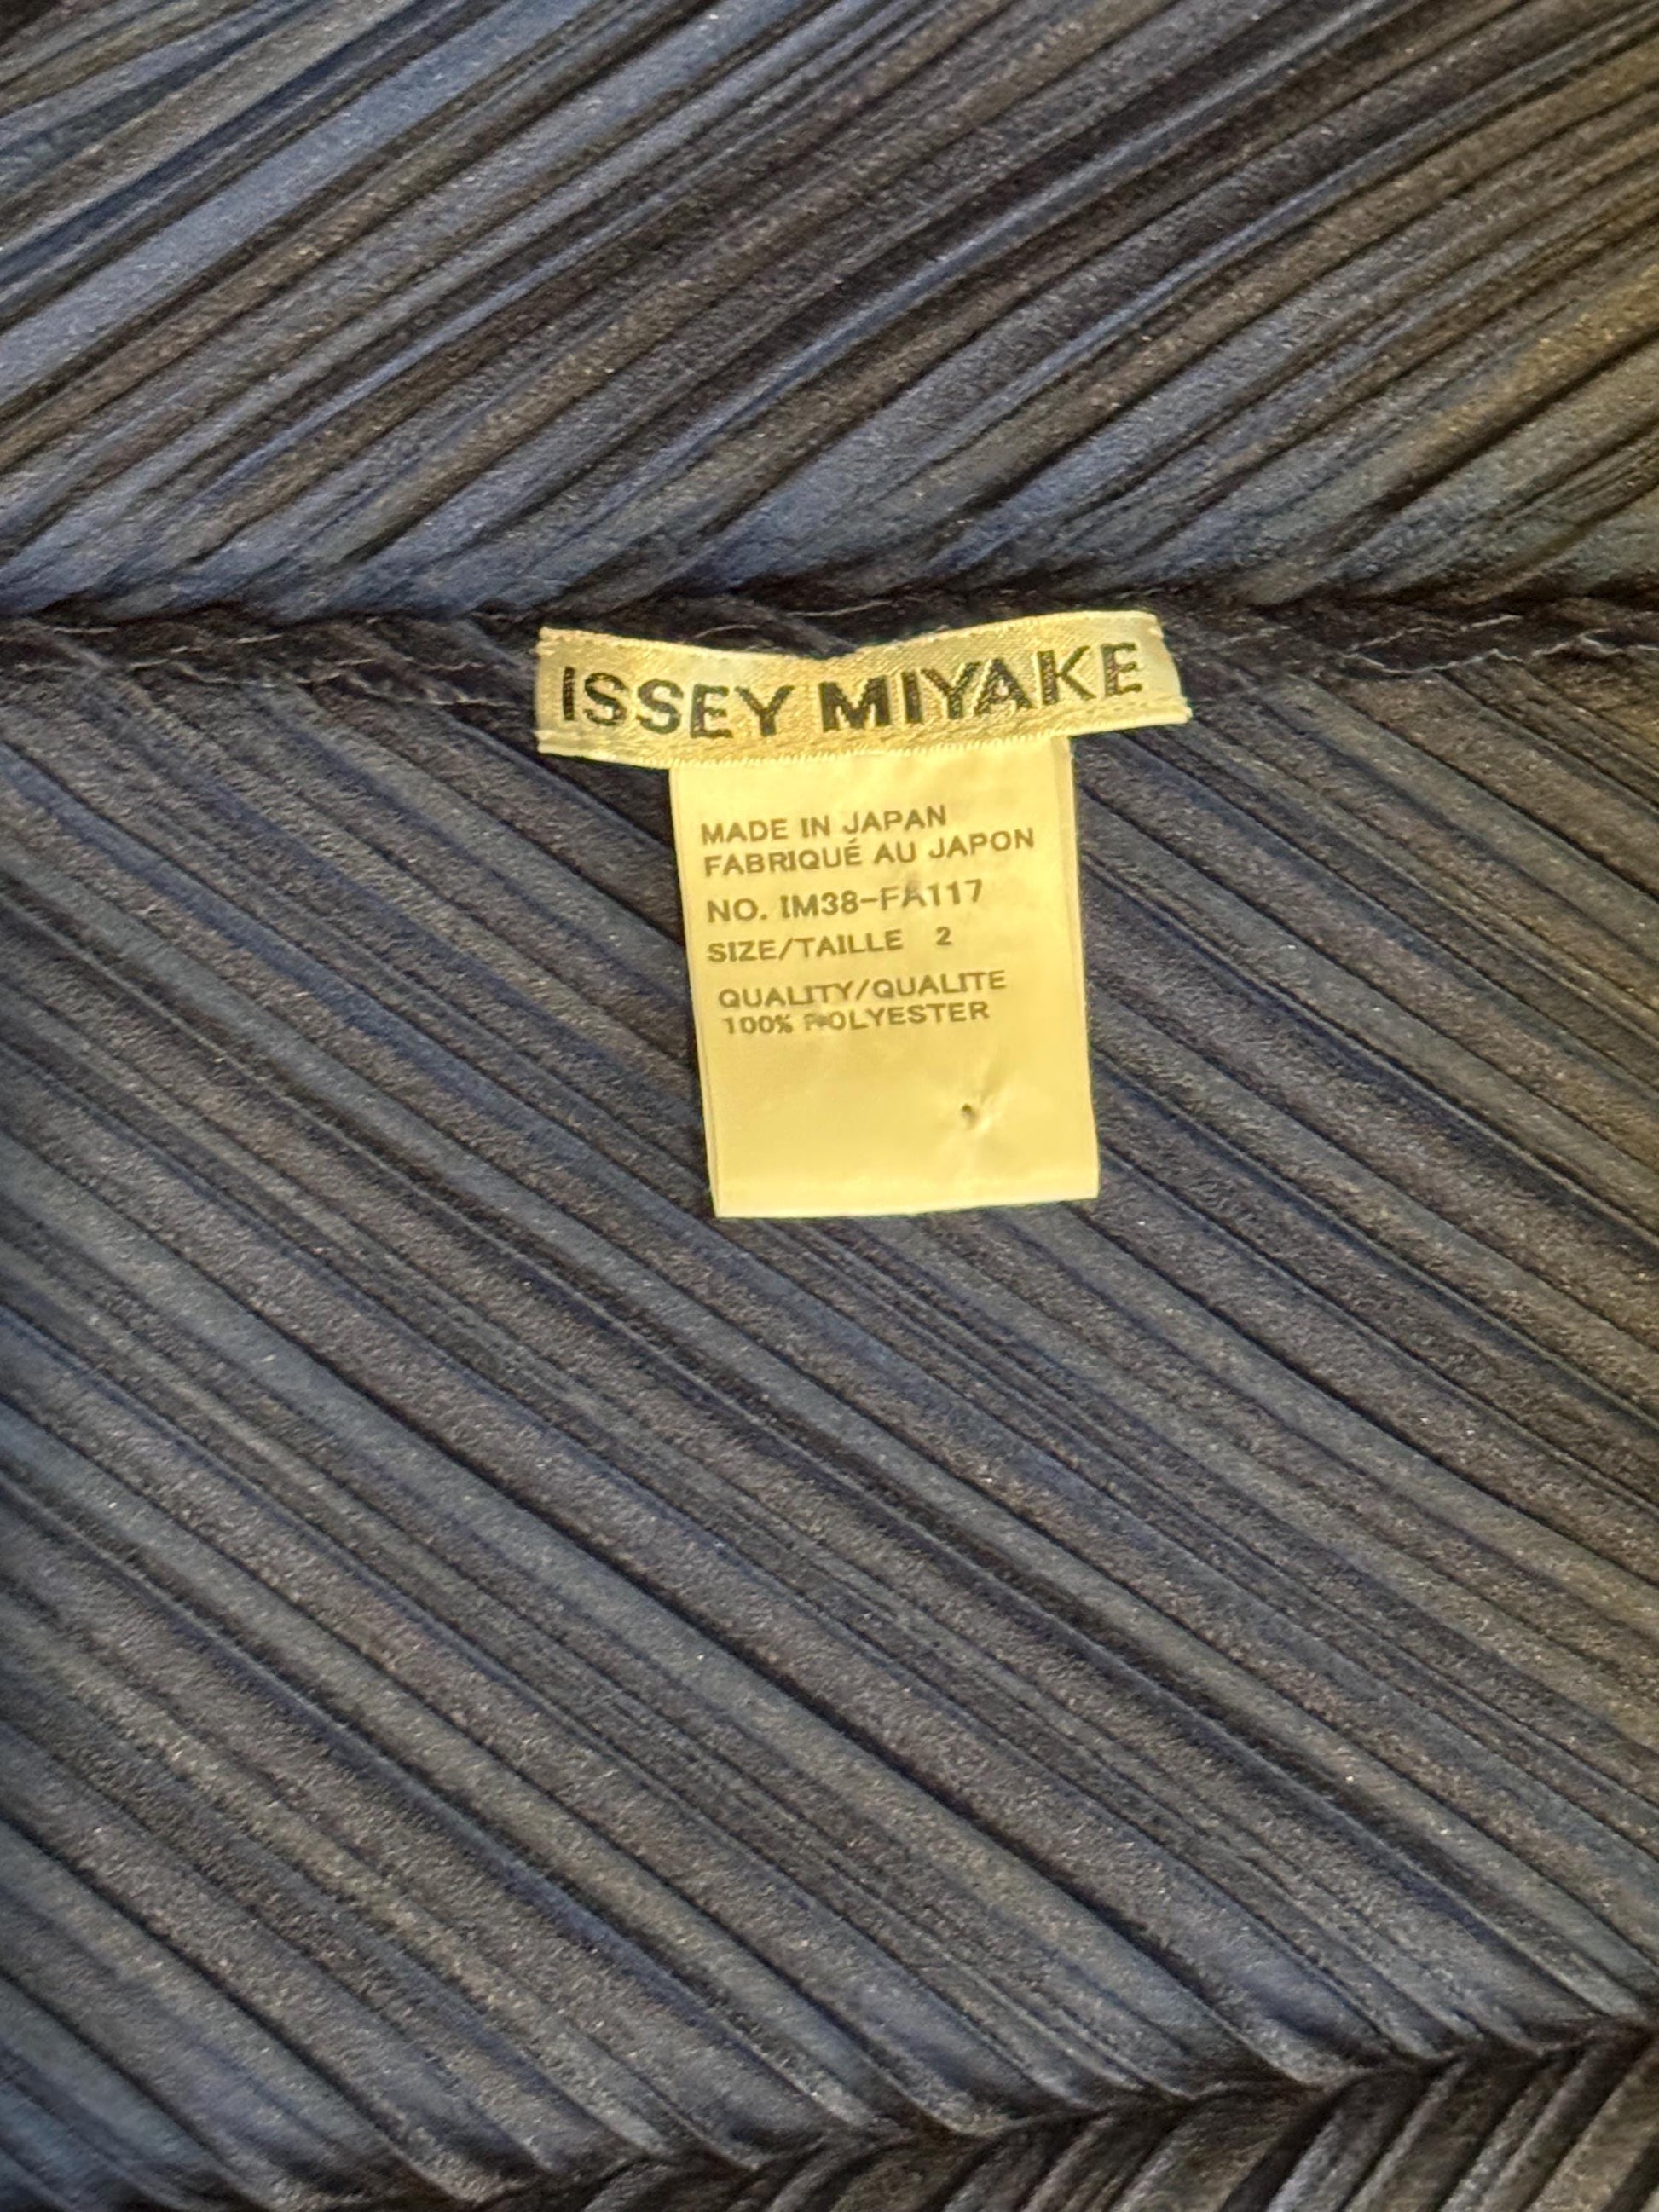 ISSEY MIYAKE
MADE IN JAPAN
FABRIQUÉ AU JAPON
NO. IM38-FA117
SIZE/TAILLE 2
QUALITY/QUALITE
100% POLYESTER